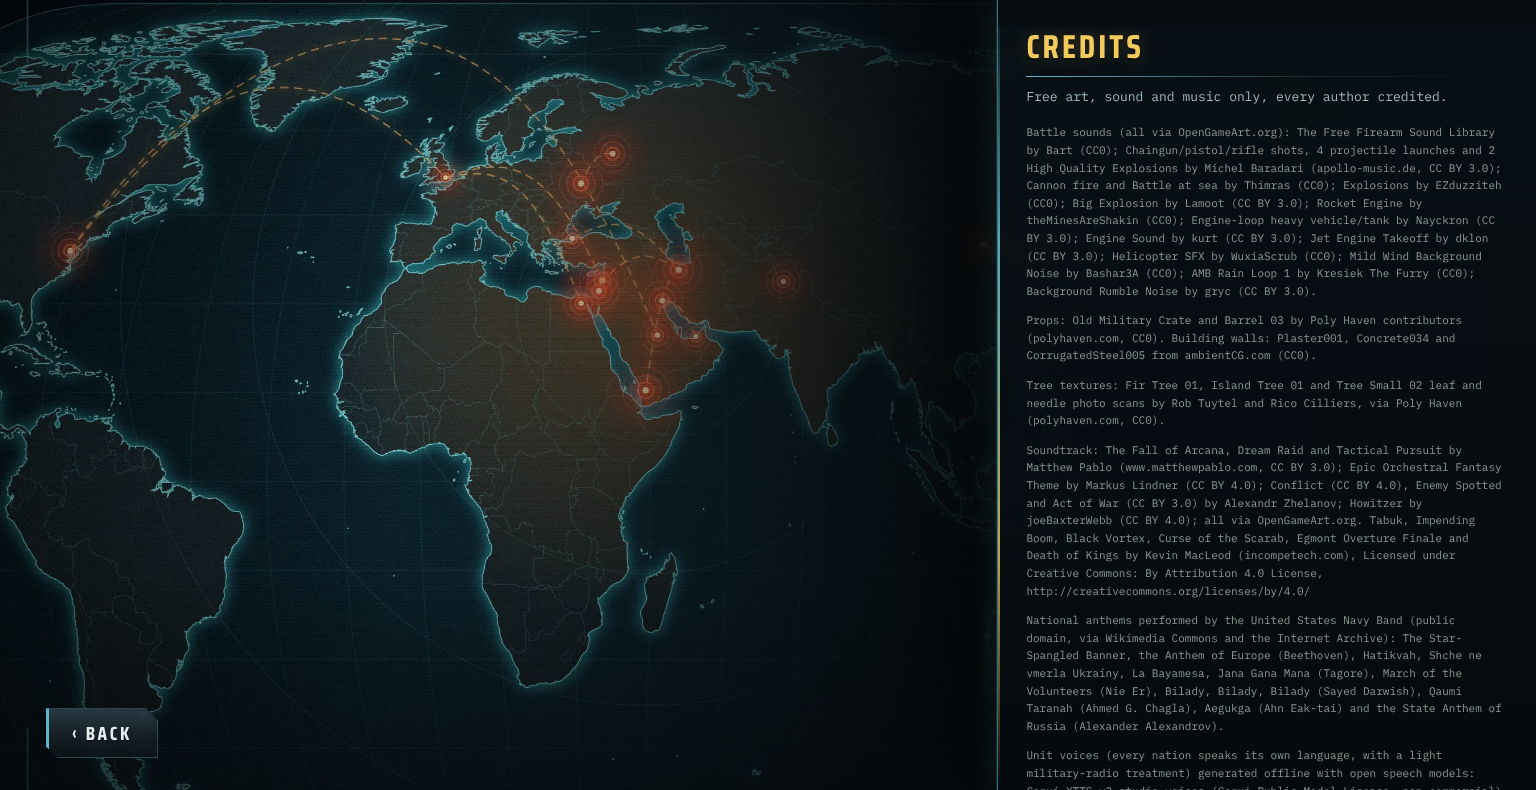 CREDITS
Free art, sound and music only, every author credited.
Battle sounds (all via OpenGameArt.org): The Free Firearm Sound Library
by Bart (CC0); Chaingun/pistol/rifle shots, 4 projectile launches and 2
High Quality Explosions by Michel Baradari (apollo-music.de, CC BY 3.0);
Cannon fire and Battle at sea by Thimras (CC0); Explosions by EZduzziteh
(CC0); Big Explosion by Lamoot (CC BY 3.0); Rocket Engine by
theMinesAreShakin (CC0); Engine-loop heavy vehicle/tank by Nayckron (CC
BY 3.0); Engine Sound by kurt (CC BY 3.0); Jet Engine Takeoff by dklon
(CC BY 3.0); Helicopter SFX by WuxiaScrub (CC0); Mild Wind Background
Noise by Bashar3A (CC0); AMB Rain Loop 1 by Kresiek The Furry (CC0);
Background Rumble Noise by gryc (CC BY 3.0).
Props: Old Military Crate and Barrel 03 by Poly Haven contributors
(polyhaven.com, CC0). Building walls: Plaster001, Concrete034 and
CorrugatedSteel005 from ambientCG.com (CC0).
Tree textures: Fir Tree 01, Island Tree 01 and Tree Small 02 leaf and
needle photo scans by Rob Tuytel and Rico Cilliers, via Poly Haven
(polyhaven.com, CC0).
Soundtrack: The Fall of Arcana, Dream Raid and Tactical Pursuit by
Matthew Pablo (www.matthewpablo.com, CC BY 3.0); Epic Orchestral Fantasy
Theme by Markus Lindner (CC BY 4.0); Conflict (CC BY 4.0), Enemy Spotted
and Act of War (CC BY 3.0) by Alexandr Zhelanov; Howitzer by
joeBaxterWebb (CC BY 4.0); all via OpenGameArt.org. Tabuk, Impending
Boom, Black Vortex, Curse of the Scarab, Egmont Overture Finale and
Death of Kings by Kevin MacLeod (incompetech.com), Licensed under
Creative Commons: By Attribution 4.0 License,
http://creativecommons.org/licenses/by/4.0/
National anthems performed by the United States Navy Band (public
domain, via Wikimedia Commons and the Internet Archive): The Star-
Spangled Banner, the Anthem of Europe (Beethoven), Hatikvah, Shche ne
vmerla Ukrainy, La Bayamesa, Jana Gana Mana (Tagore), March of the
Volunteers (Nie Er), Bilady, Bilady, Bilady (Sayed Darwish), Qaumi
Taranah (Ahmed G. Chagla), Aegukga (Ahn Eak-tai) and the State Anthem of
Russia (Alexander Alexandrov).
Unit voices (every nation speaks its own language, with a light
military-radio treatment) generated offline with open speech models:
‹ BACK